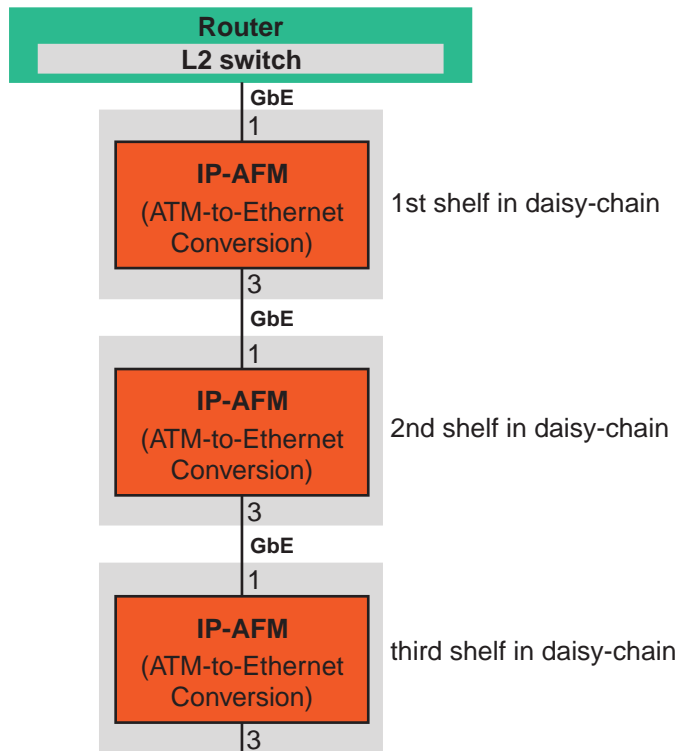 Router
L2 switch
GbE
1
IP-AFM
(ATM-to-Ethernet
Conversion)
1st shelf in daisy-chain
3
GbE
1
IP-AFM
(ATM-to-Ethernet
Conversion)
2nd shelf in daisy-chain
3
GbE
1
IP-AFM
(ATM-to-Ethernet
Conversion)
third shelf in daisy-chain
3